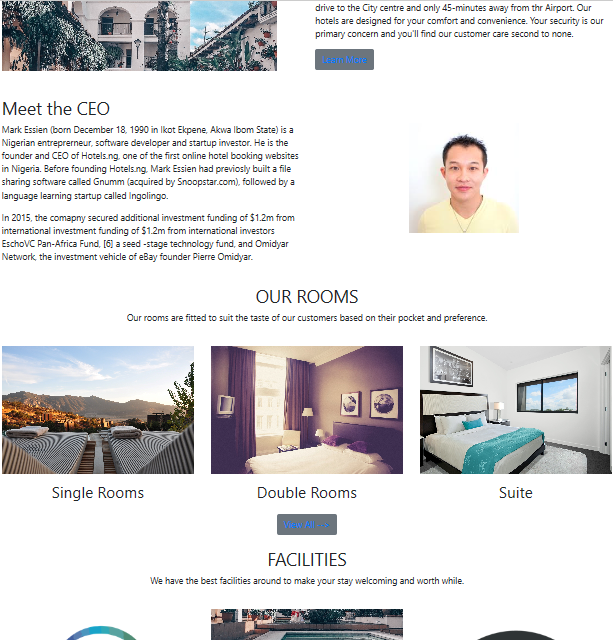 drive to the City centre and only 45-minutes away from thr Airport. Our
hotels are designed for your comfort and convenience. Your security is our
primary concern and you'll find our customer care second to none.
Learn More
Meet the CEO
Mark Essien (born December 18, 1990 in Ikot Ekpene, Akwa Ibom State) is a
Nigerian entreprerneur, software developer and startup investor. He is the
founder and CEO of Hotels.ng, one of the first online hotel booking websites
in Nigeria. Before founding Hotels.ng, Mark Essien had previosly built a file
sharing software called Gnumm (acquired by Snoopstar.com), followed by a
language learning startup called Ingolingo.
In 2015, the comapny secured additional investment funding of $1.2m from
international investment funding of $1.2m from international investors
EschoVC Pan-Africa Fund, [6] a seed -stage technology fund, and Omidyar
Network, the investment vehicle of eBay founder Pierre Omidyar.
OUR ROOMS
Our rooms are fitted to suit the taste of our customers based on their pocket and preference.
Single Rooms
Double Rooms
Suite
View All
FACILITIES
We have the best facilities around to make your stay welcoming and worth while.